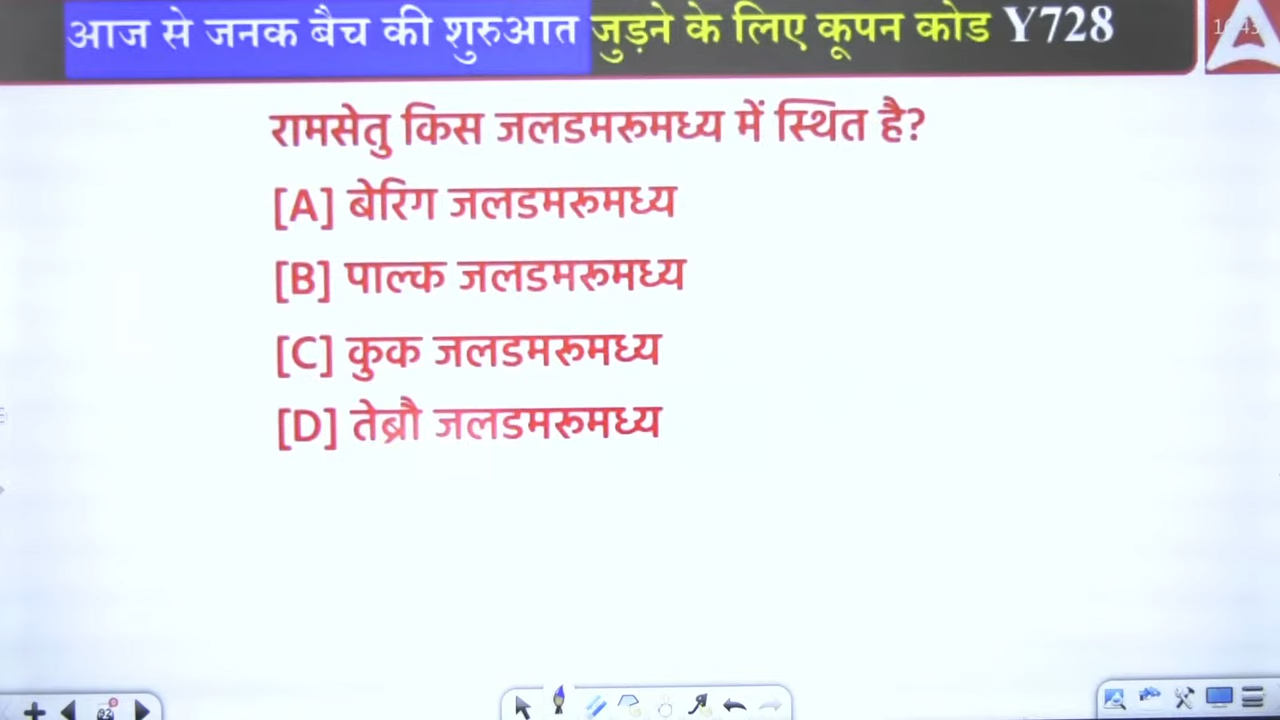 आज से जनक बैच की शुरुआत जुड़ने के लिए कूपन कोड Y728
रामसेतु किस जलडमरूमध्य में स्थित है?
[A] बेरिग जलडमरूमध्य
[B] पाल्क जलडमरूमध्य
[C] कुक जलडमरूमध्य
[D] तेब्रौ जलडमरूमध्य